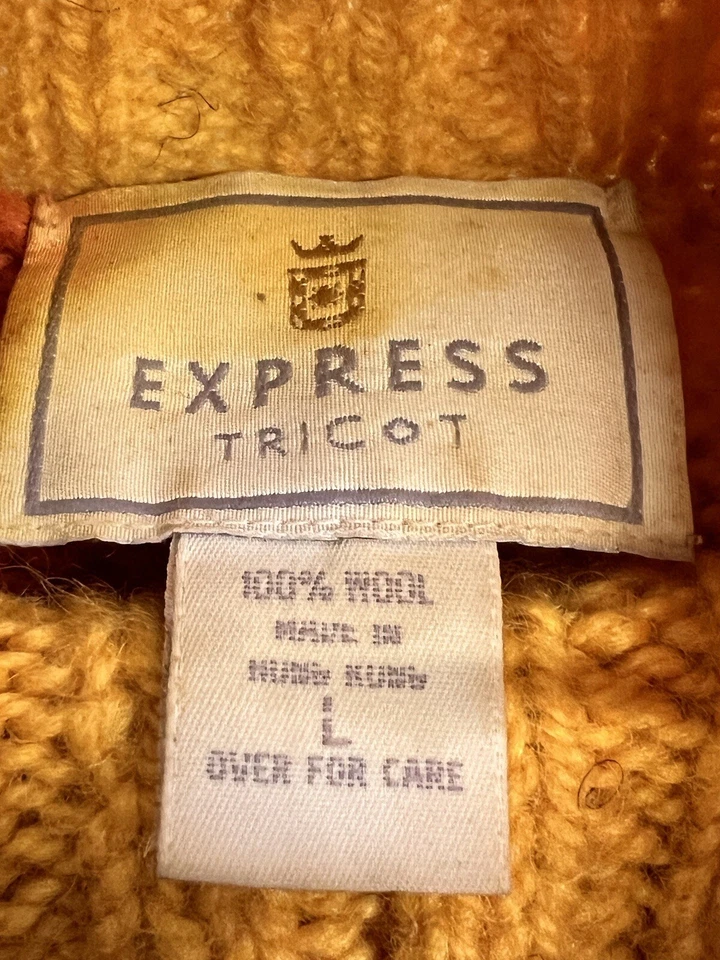 EXPRESS
TRICOT
100% WOOL
MADE IN
HONG KONG
L
OVER FOR CARE